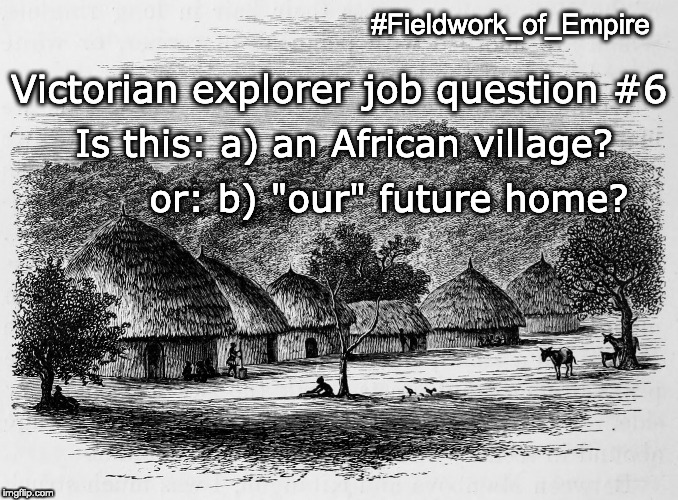 #Fieldwork_of_Empire
Victorian explorer job question #6
Is this: a) an African village?
or: b) "our" future home?
imgflip.com